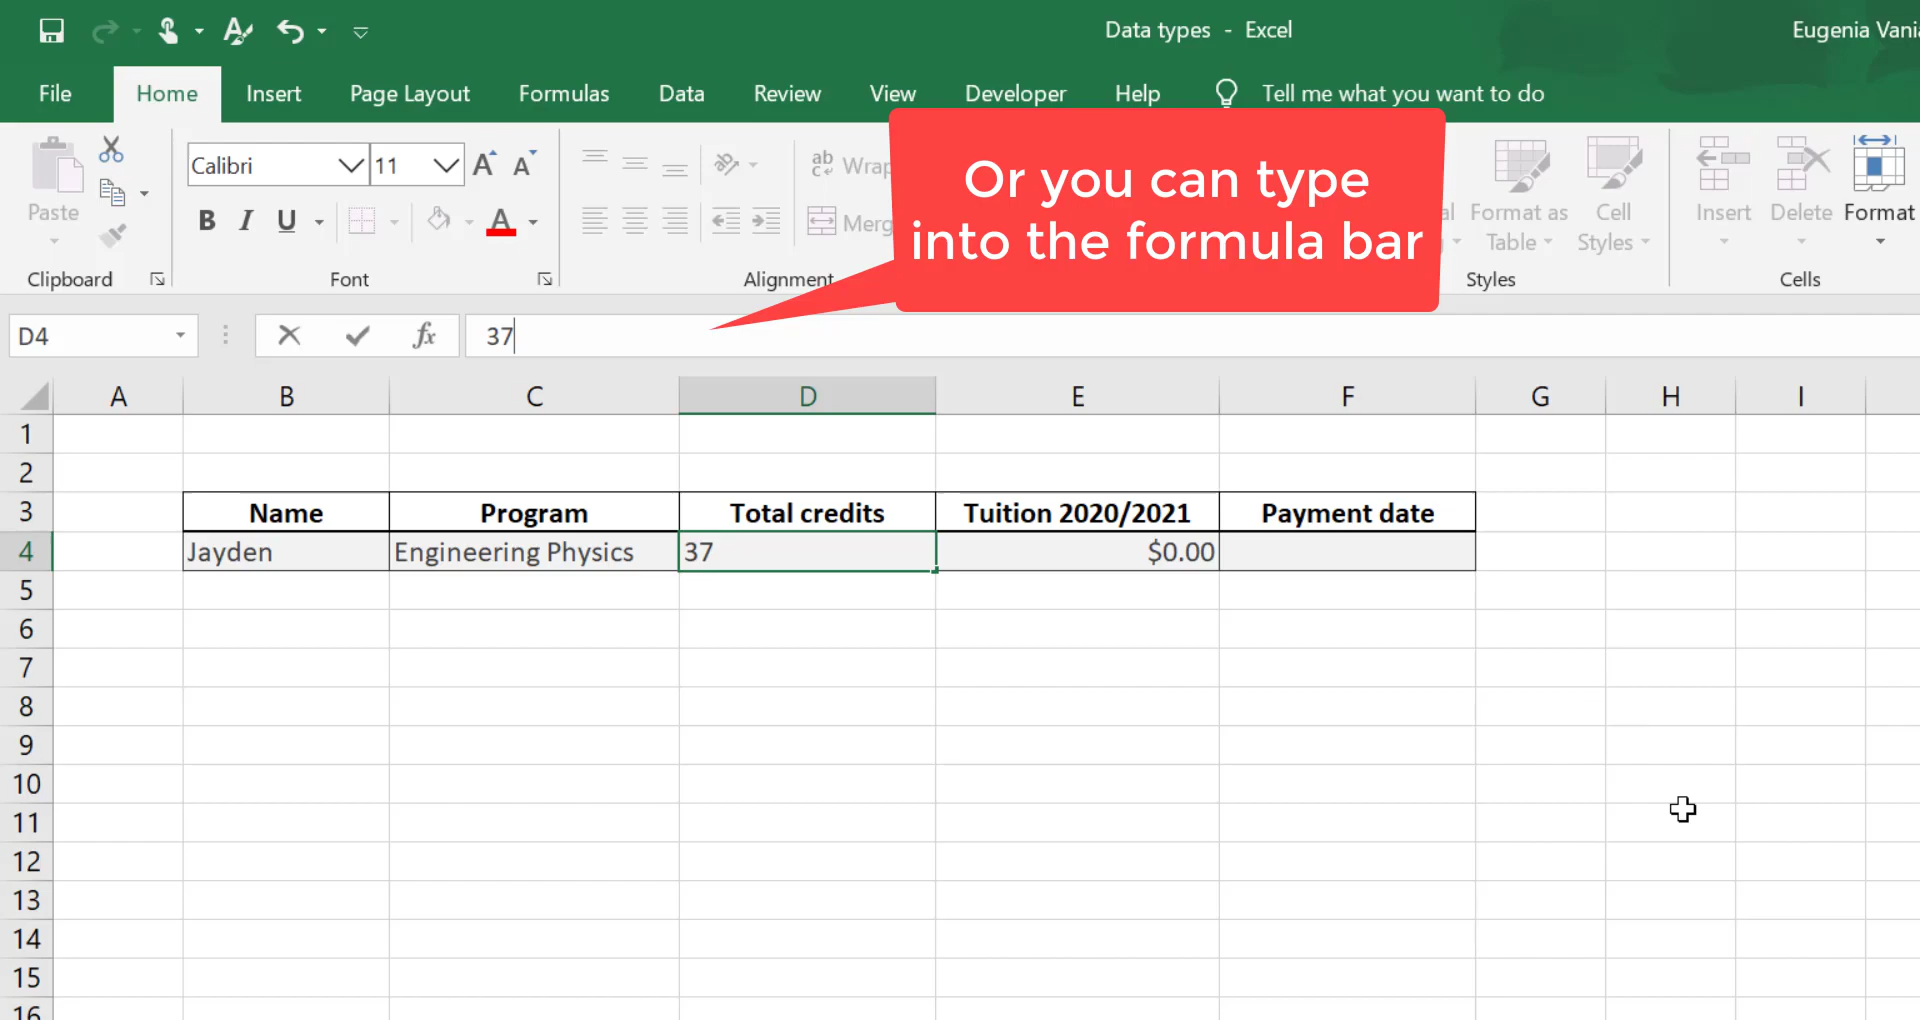 Data types - Excel
Eugenia Vania
File Home Insert Page Layout Formulas Data Review View Developer Help Tell me what you want to do
Or you can type
into the formula bar
Paste
Calibri 11
ab Wrap
B I U A
Merg
Format as Table
Cell Styles
Insert Delete Format
Clipboard Font Alignment Styles Cells
D4 fx 37
A B C D E F G H I
1
2
3 Name Program Total credits Tuition 2020/2021 Payment date
4 Jayden Engineering Physics 37 $0.00
5
6
7
8
9
10
11
12
13
14
15
16